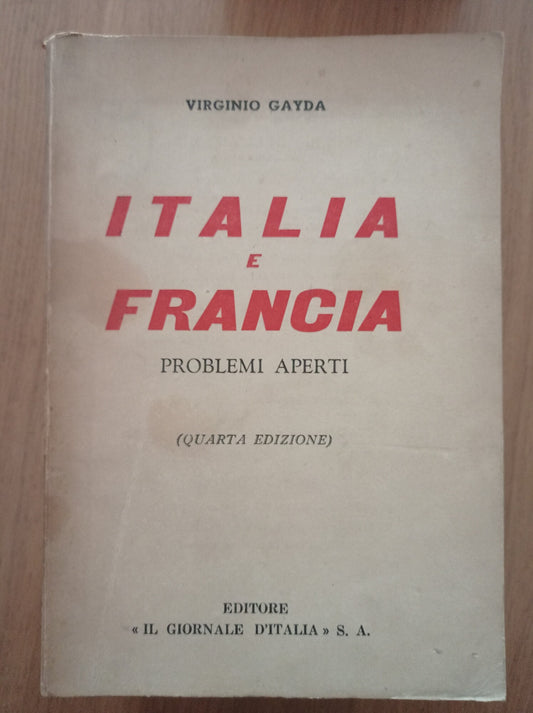 VIRGINIO GAYDA
ITALIA
E
FRANCIA
PROBLEMI APERTI
(QUARTA EDIZIONE)
EDITORE
« IL GIORNALE D'ITALIA » S. A.